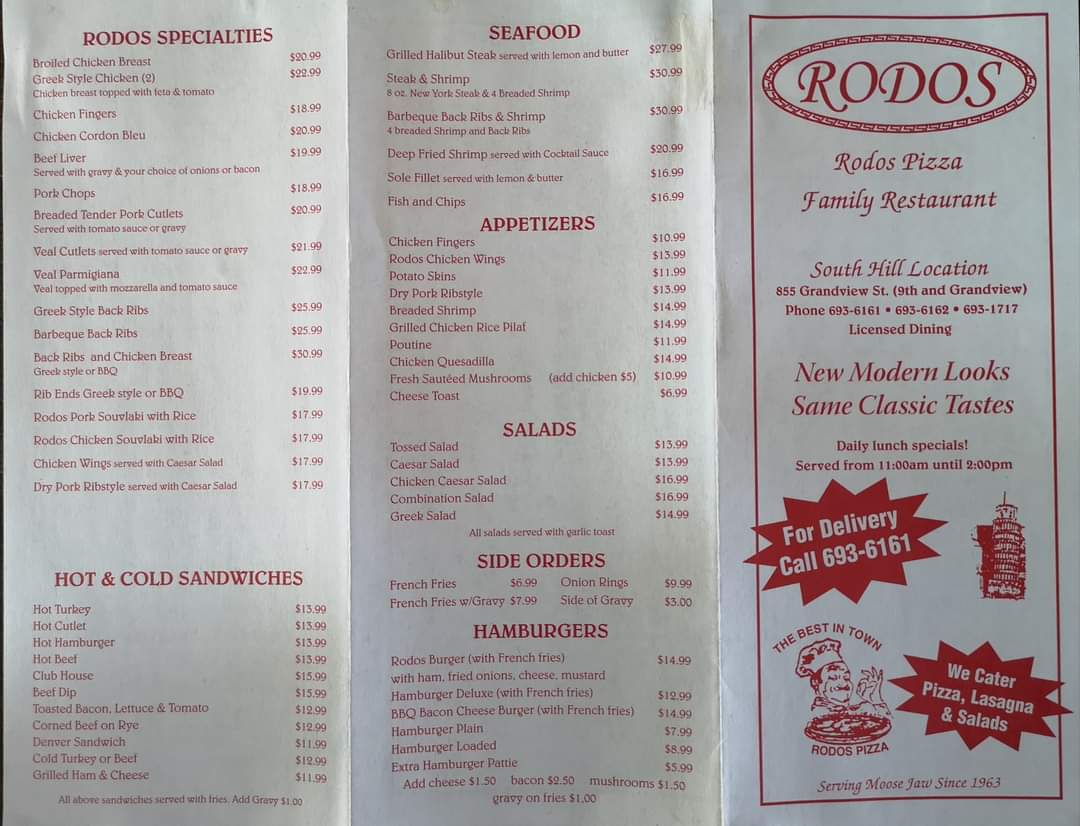 RODOS SPECIALTIES
Broiled Chicken Breast $20.99
Greek Style Chicken (2) $22.99
Chicken breast topped with feta & tomato
Chicken Fingers $18.99
Chicken Cordon Bleu $20.99
Beef Liver $19.99
Served with gravy & your choice of onions or bacon
Pork Chops $18.99
Breaded Tender Pork Cutlets $20.99
Served with tomato sauce or gravy
Veal Cutlets served with tomato sauce or gravy $21.99
Veal Parmigiana $22.99
Veal topped with mozzarella and tomato sauce
Greek Style Back Ribs $25.99
Barbeque Back Ribs $25.99
Back Ribs and Chicken Breast $30.99
Greek style or BBQ
Rib Ends Greek style or BBQ $19.99
Rodos Pork Souvlaki with Rice $17.99
Rodos Chicken Souvlaki with Rice $17.99
Chicken Wings served with Caesar Salad $17.99
Dry Pork Ribstyle served with Caesar Salad $17.99
HOT & COLD SANDWICHES
Hot Turkey $13.99
Hot Cutlet $13.99
Hot Hamburger $13.99
Hot Beef $13.99
Club House $15.99
Beef Dip $15.99
Toasted Bacon, Lettuce & Tomato $12.99
Corned Beef on Rye $12.99
Denver Sandwich $11.99
Cold Turkey or Beef $12.99
Grilled Ham & Cheese $11.99
All above sandwiches served with fries. Add Gravy $1.00
SEAFOOD
Grilled Halibut Steak served with lemon and butter $27.99
Steak & Shrimp $30.99
8 oz. New York Steak & 4 Breaded Shrimp
Barbeque Back Ribs & Shrimp $30.99
4 breaded Shrimp and Back Ribs
Deep Fried Shrimp served with Cocktail Sauce $20.99
Sole Fillet served with lemon & butter $16.99
Fish and Chips $16.99
APPETIZERS
Chicken Fingers $10.99
Rodos Chicken Wings $13.99
Potato Skins $11.99
Dry Pork Ribstyle $13.99
Breaded Shrimp $14.99
Grilled Chicken Rice Pilaf $14.99
Poutine $11.99
Chicken Quesadilla $14.99
Fresh Sautéed Mushrooms (add chicken $5) $10.99
Cheese Toast $6.99
SALADS
Tossed Salad $13.99
Caesar Salad $13.99
Chicken Caesar Salad $16.99
Combination Salad $16.99
Greek Salad $14.99
All salads served with garlic toast
SIDE ORDERS
French Fries $6.99 Onion Rings $9.99
French Fries w/Gravy $7.99 Side of Gravy $3.00
HAMBURGERS
Rodos Burger (with French fries) $14.99
with ham, fried onions, cheese, mustard
Hamburger Deluxe (with French fries) $12.99
BBQ Bacon Cheese Burger (with French fries) $14.99
Hamburger Plain $7.99
Hamburger Loaded $8.99
Extra Hamburger Pattie $5.99
Add cheese $1.50 bacon $2.50 mushrooms $1.50
gravy on fries $1.00
RODOS
Rodos Pizza
Family Restaurant
South Hill Location
855 Grandview St. (9th and Grandview)
Phone 693-6161 • 693-6162 • 693-1717
Licensed Dining
New Modern Looks
Same Classic Tastes
Daily lunch specials!
Served from 11:00am until 2:00pm
For Delivery
Call 693-6161
THE BEST IN TOWN
RODOS PIZZA
We Cater
Pizza, Lasagna
& Salads
Serving Moose Jaw Since 1963